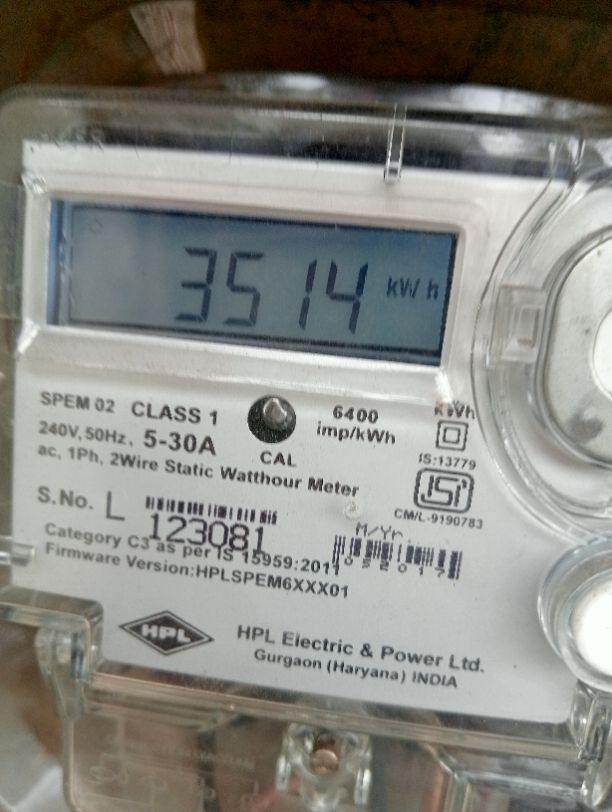 3514 kWh
SPEM 02 CLASS 1
240V, 50Hz, 5-30A
ac, 1Ph, 2Wire Static Watthour Meter
CAL
6400
imp/kWh
kWh
IS:13779
ISI
CM/L-9190783
S.No. L 123081
M/Yr.
052017
Category C3 as per IS 15959:2011
Firmware Version:HPLSPEM6XXX01
HPL
HPL Electric & Power Ltd.
Gurgaon (Haryana) INDIA